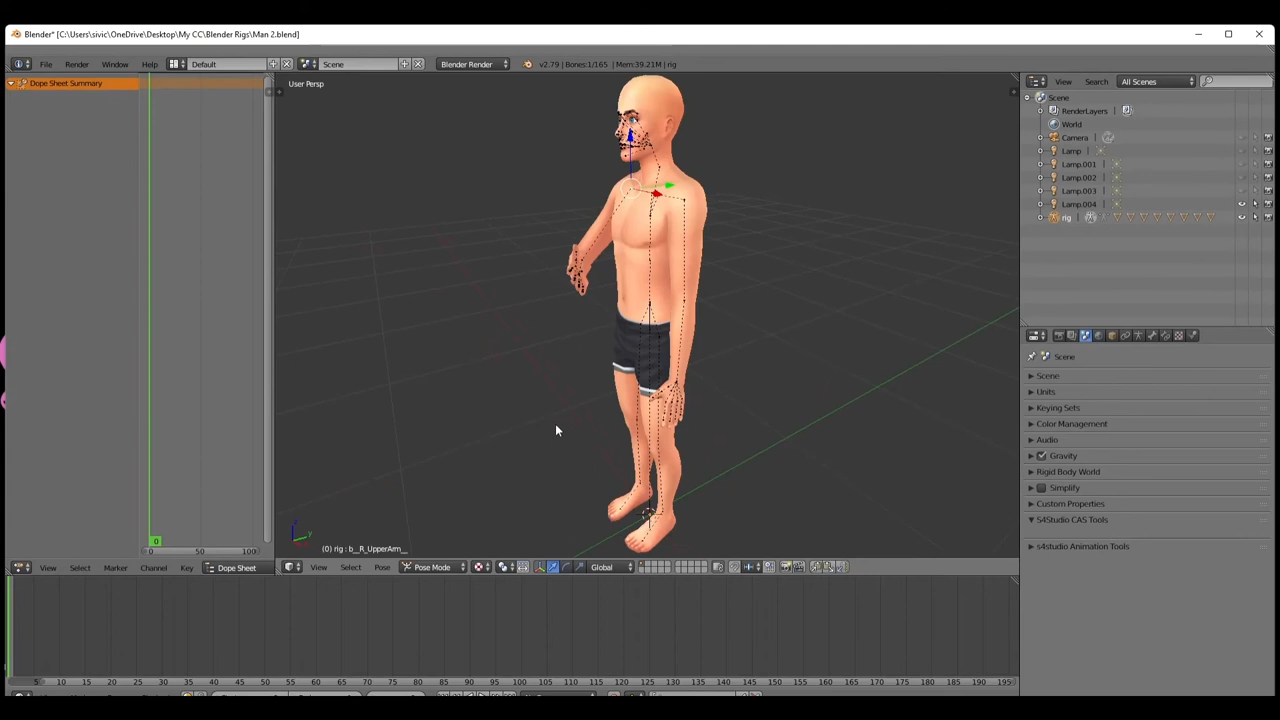 Blender* [C:\Users\sivic\OneDrive\Desktop\My CC\Blender Rigs\Man 2.blend]
File Window Render Help Default Scene Blender Render v2.79 | Bones:1/165 | Mem:39.21M | rig
View Search All Scenes
Dope Sheet Summary
User Persp
Scene
RenderLayers
World
Camera
Lamp
Lamp.001
Lamp.002
Lamp.003
Lamp.004
rig
Scene
Scene
Units
Keying Sets
Color Management
Audio
Gravity
Rigid Body World
Simplify
Custom Properties
S4Studio CAS Tools
s4studio Animation Tools
0
0 50 100
(0) rig : b__R_UpperArm__
View Select Marker Channel Key Dope Sheet
View Select Pose Pose Mode Global
5 10 15 20 25 30 35 40 45 50 55 60 65 70 75 80 85 90 95 100 105 110 115 120 125 130 135 140 145 150 155 160 165 170 175 180 185 190 195